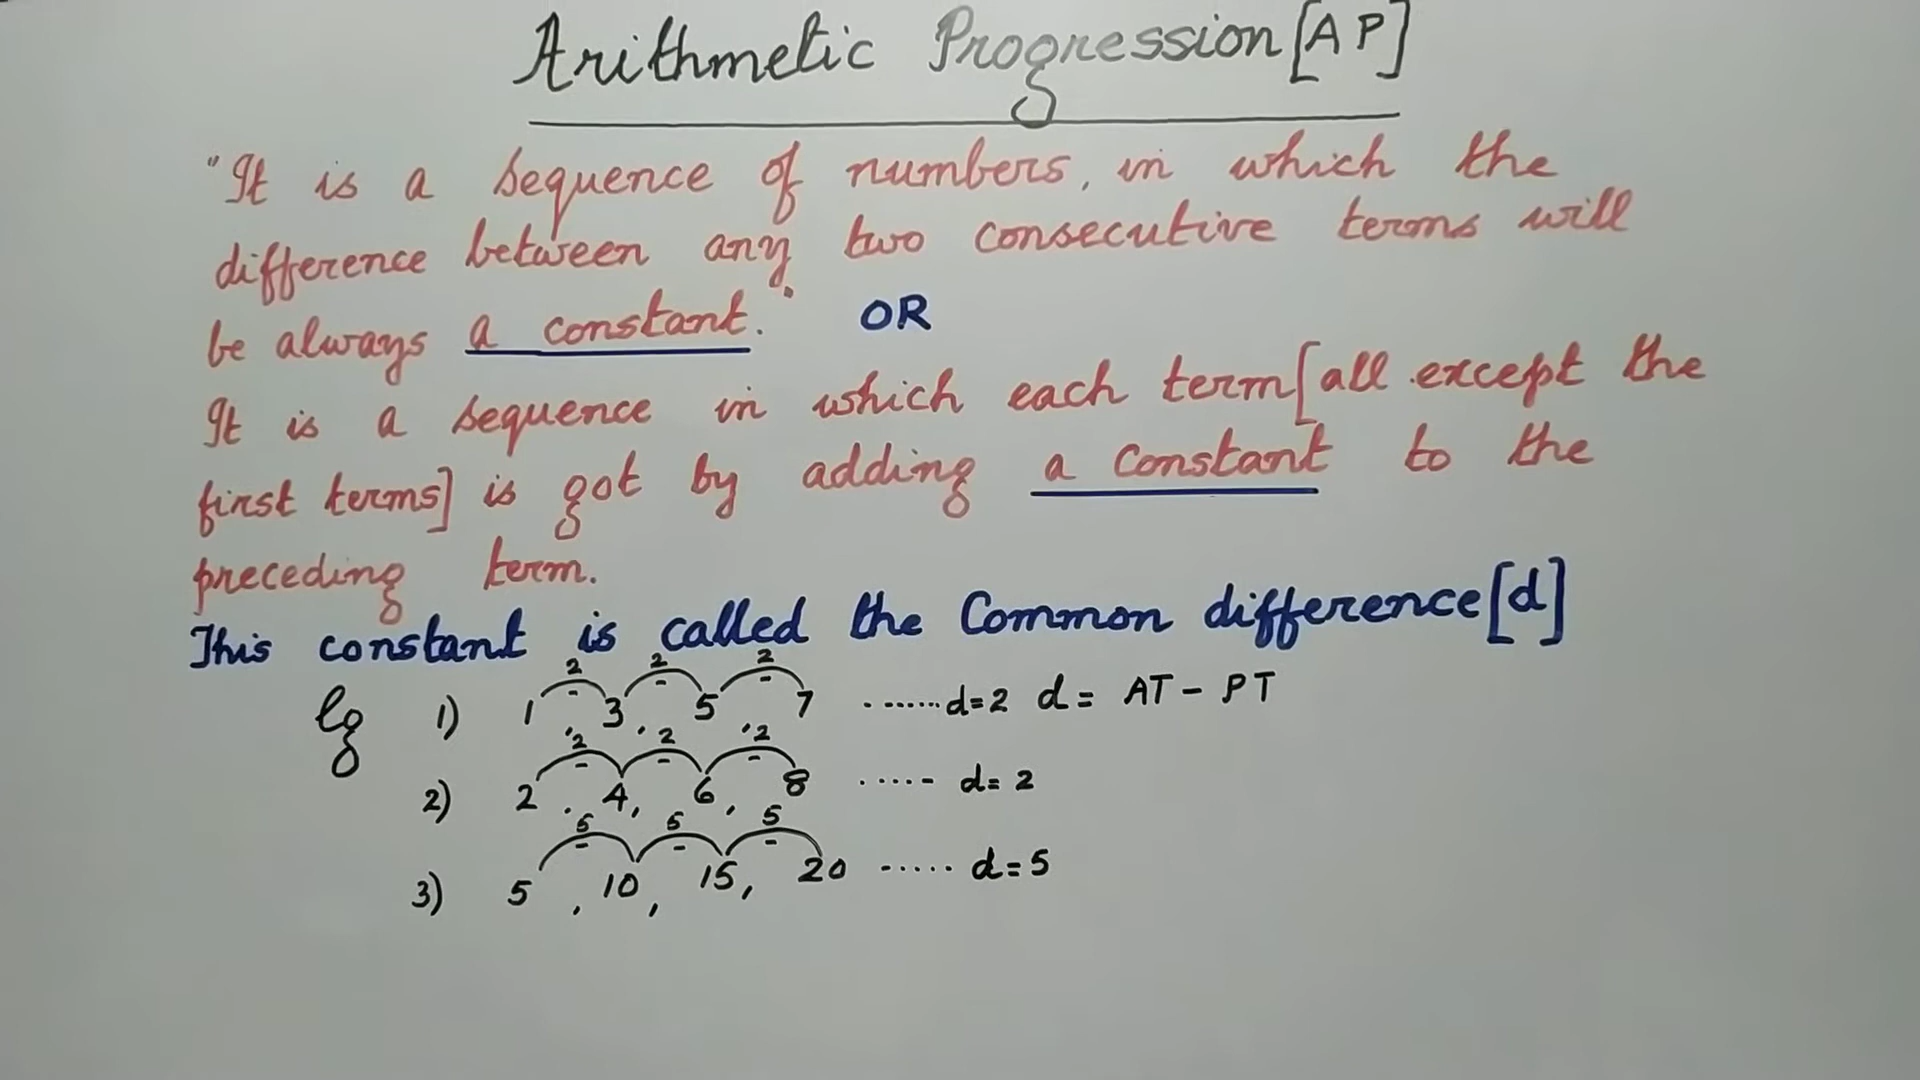 Arithmetic Progression[AP]
"It is a sequence of numbers, in which the
difference between any two consecutive terms will
be always a constant." OR
It is a sequence in which each term[all except the
first terms] is got by adding a constant to the
preceding term.
This constant is called the Common difference[d]
2 2 2
Eg 1) 1, 3, 5, 7 ........ d=2 d= AT - PT
2 2 2
2) 2, 4, 6, 8 ..... d= 2
5 5 5
3) 5, 10, 15, 20 ..... d=5